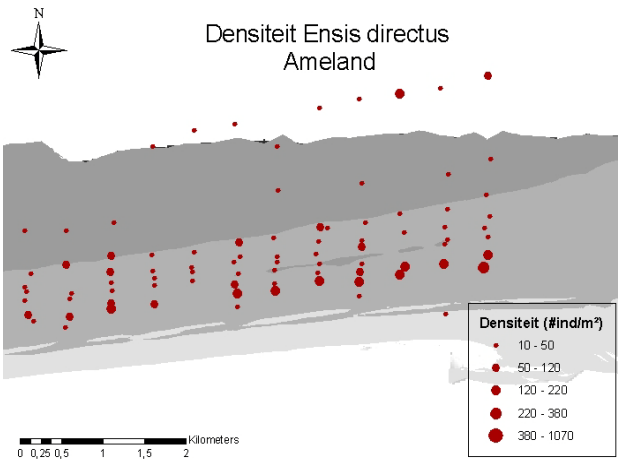 N
Densiteit Ensis directus
Ameland
Densiteit (#ind/m²)
10 - 50
50 - 120
120 - 220
220 - 380
380 - 1070
Kilometers
0 0,25 0,5 1 1,5 2